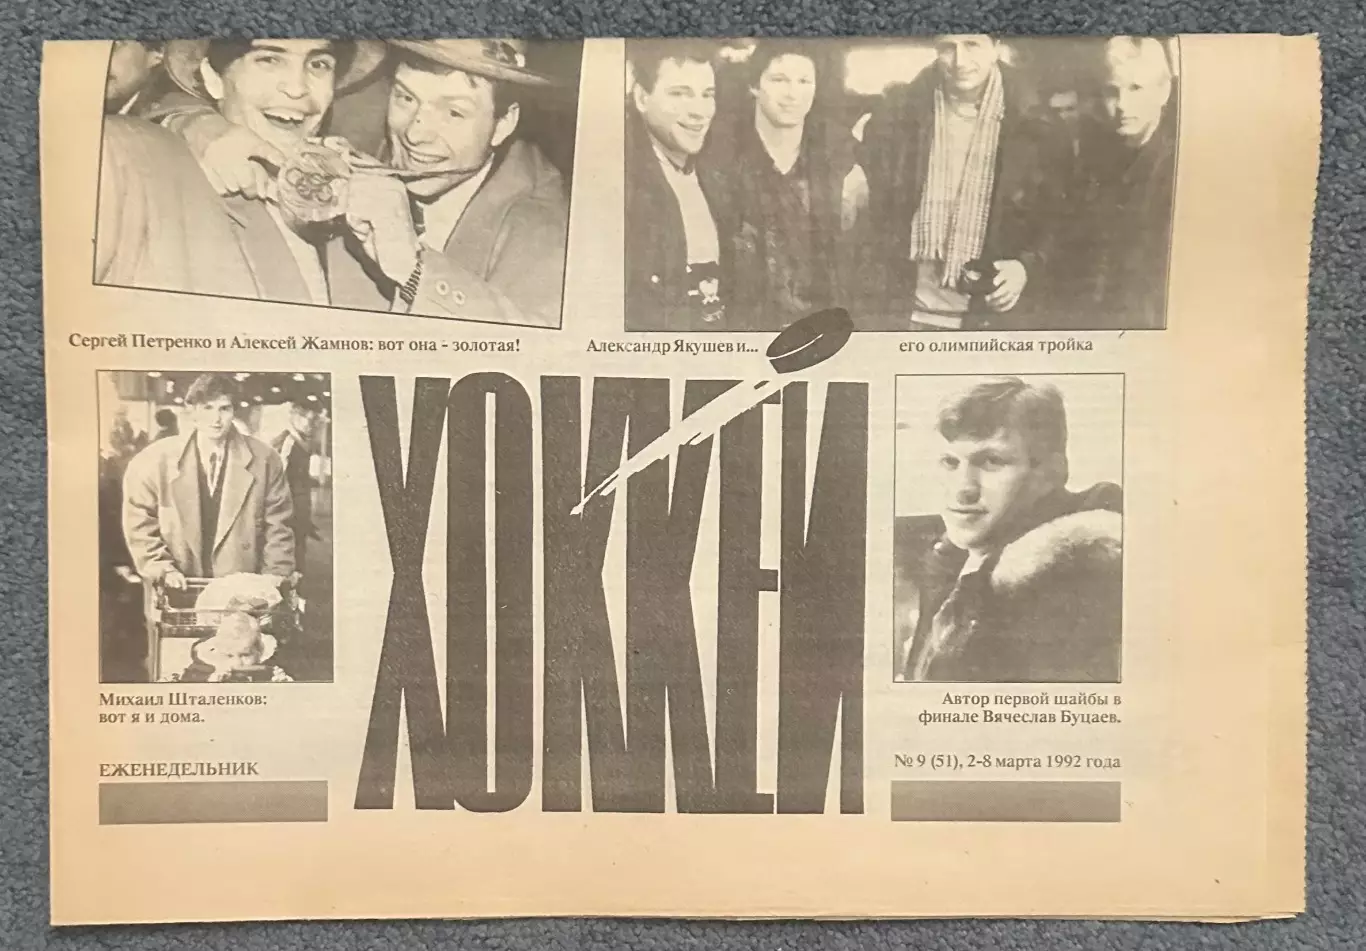 Сергей Петренко и Алексей Жамнов: вот она - золотая!
Александр Якушев и...
его олимпийская тройка
ХОККЕЙ
Михаил Шталенков:
вот я и дома.
Автор первой шайбы в
финале Вячеслав Буцаев.
ЕЖЕНЕДЕЛЬНИК
№ 9 (51), 2-8 марта 1992 года